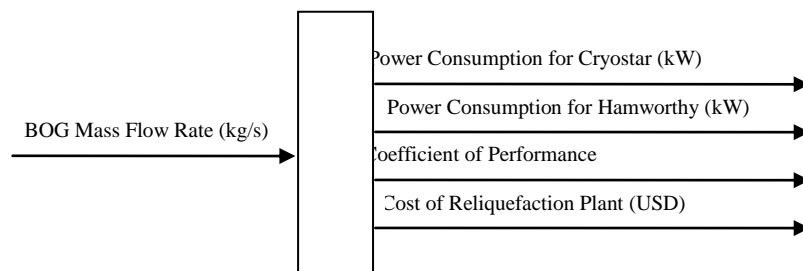 Power Consumption for Cryostar (kW)
Power Consumption for Hamworthy (kW)
BOG Mass Flow Rate (kg/s)
Coefficient of Performance
Cost of Reliquefaction Plant (USD)